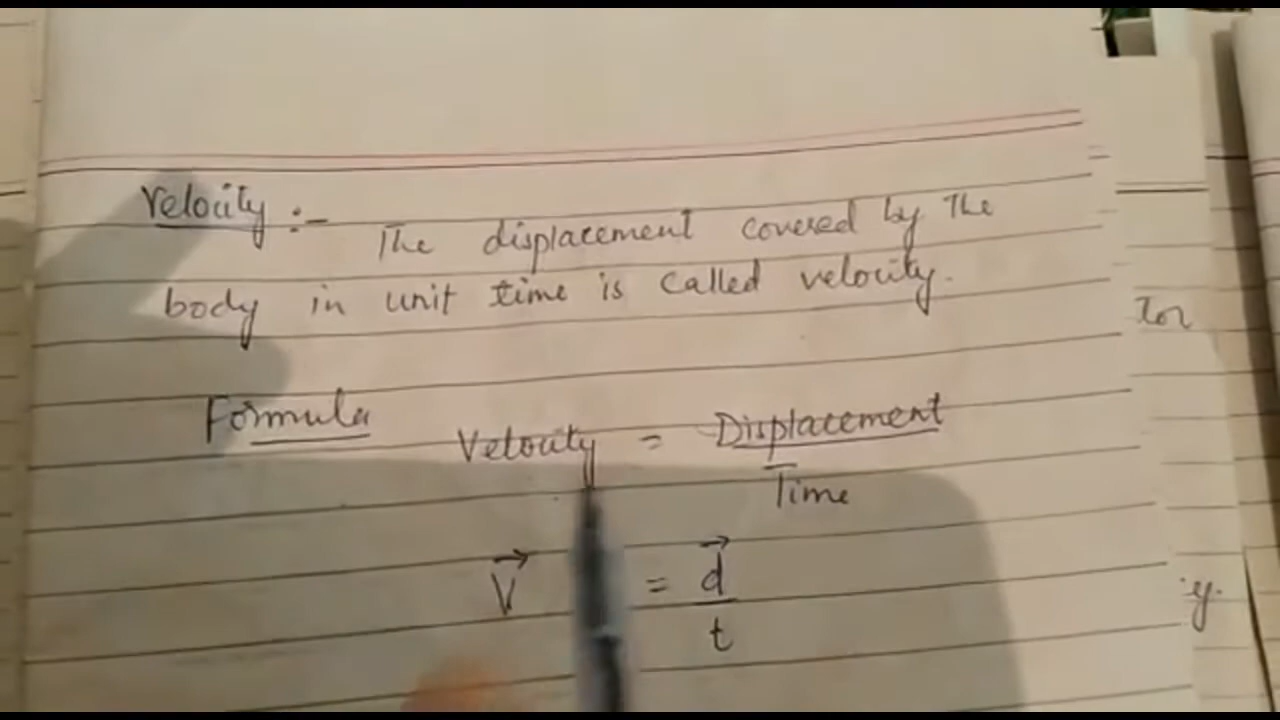 Velocity :- The displacement covered by The
body in unit time is called velocity.
Formula Velocity = Displacement
Time
V⃗ = d⃗
t
y.